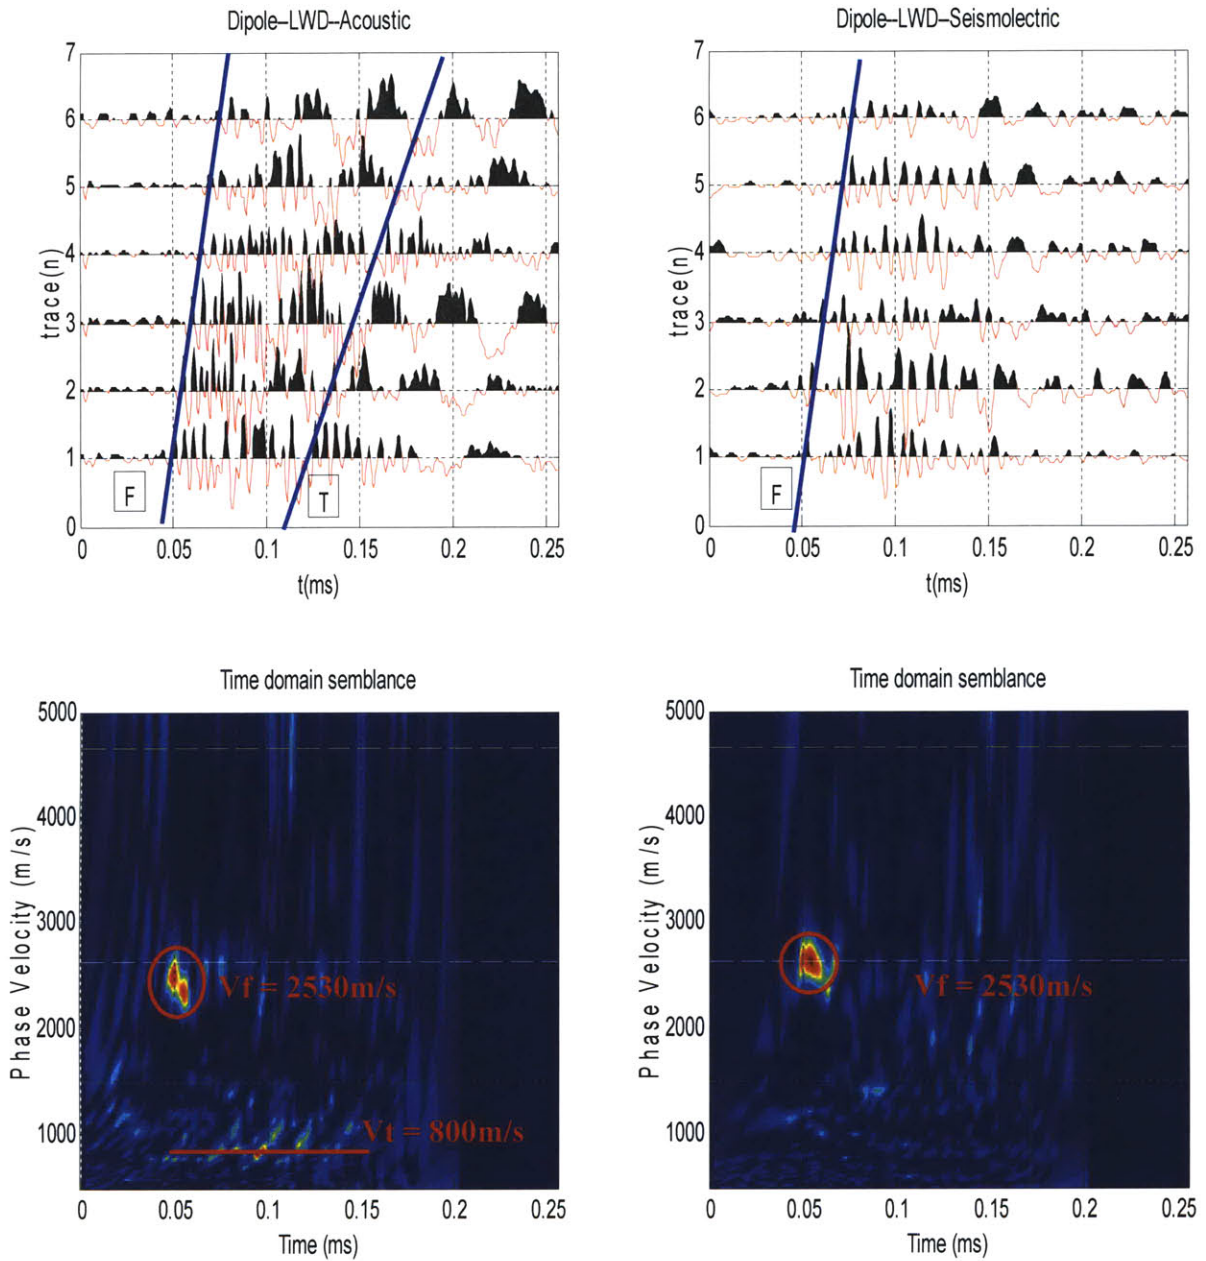 Dipole–LWD–Acoustic
7
6
5
4
3
2
1
0
trace(n)
F
T
0
0.05
0.1
0.15
0.2
0.25
t(ms)
Dipole–LWD–Seismolectric
7
6
5
4
3
2
1
0
trace(n)
F
0
0.05
0.1
0.15
0.2
0.25
t(ms)
Time domain semblance
5000
4000
3000
2000
1000
Phase Velocity (m/s)
Vf = 2530m/s
Vt = 800m/s
0
0.05
0.1
0.15
0.2
0.25
Time (ms)
Time domain semblance
5000
4000
3000
2000
1000
Phase Velocity (m/s)
Vf = 2530m/s
0
0.05
0.1
0.15
0.2
0.25
Time (ms)